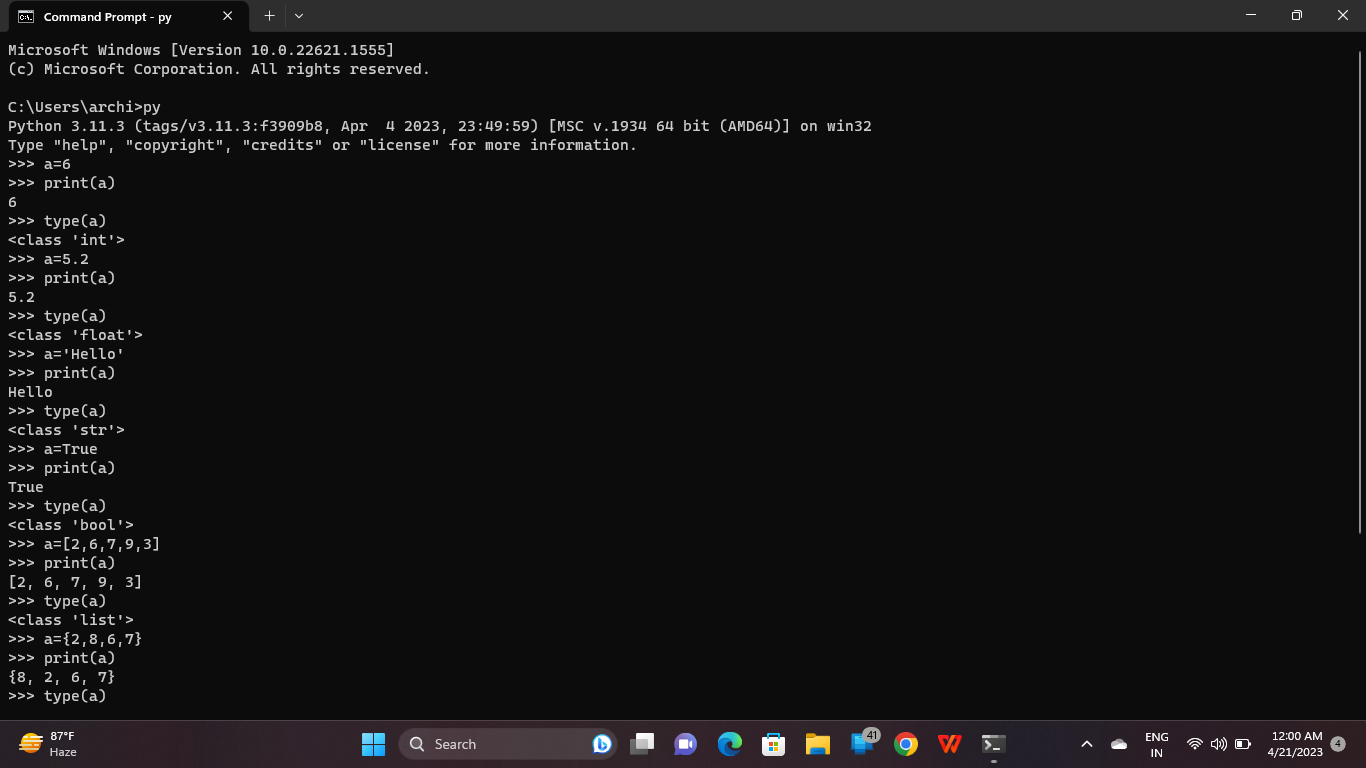 Command Prompt - py
Microsoft Windows [Version 10.0.22621.1555]
(c) Microsoft Corporation. All rights reserved.
C:\Users\archi>py
Python 3.11.3 (tags/v3.11.3:f3909b8, Apr  4 2023, 23:49:59) [MSC v.1934 64 bit (AMD64)] on win32
Type "help", "copyright", "credits" or "license" for more information.
>>> a=6
>>> print(a)
6
>>> type(a)
<class 'int'>
>>> a=5.2
>>> print(a)
5.2
>>> type(a)
<class 'float'>
>>> a='Hello'
>>> print(a)
Hello
>>> type(a)
<class 'str'>
>>> a=True
>>> print(a)
True
>>> type(a)
<class 'bool'>
>>> a=[2,6,7,9,3]
>>> print(a)
[2, 6, 7, 9, 3]
>>> type(a)
<class 'list'>
>>> a={2,8,6,7}
>>> print(a)
{8, 2, 6, 7}
>>> type(a)
87°F
Haze
Search
41
ENG
IN
12:00 AM
4/21/2023
4